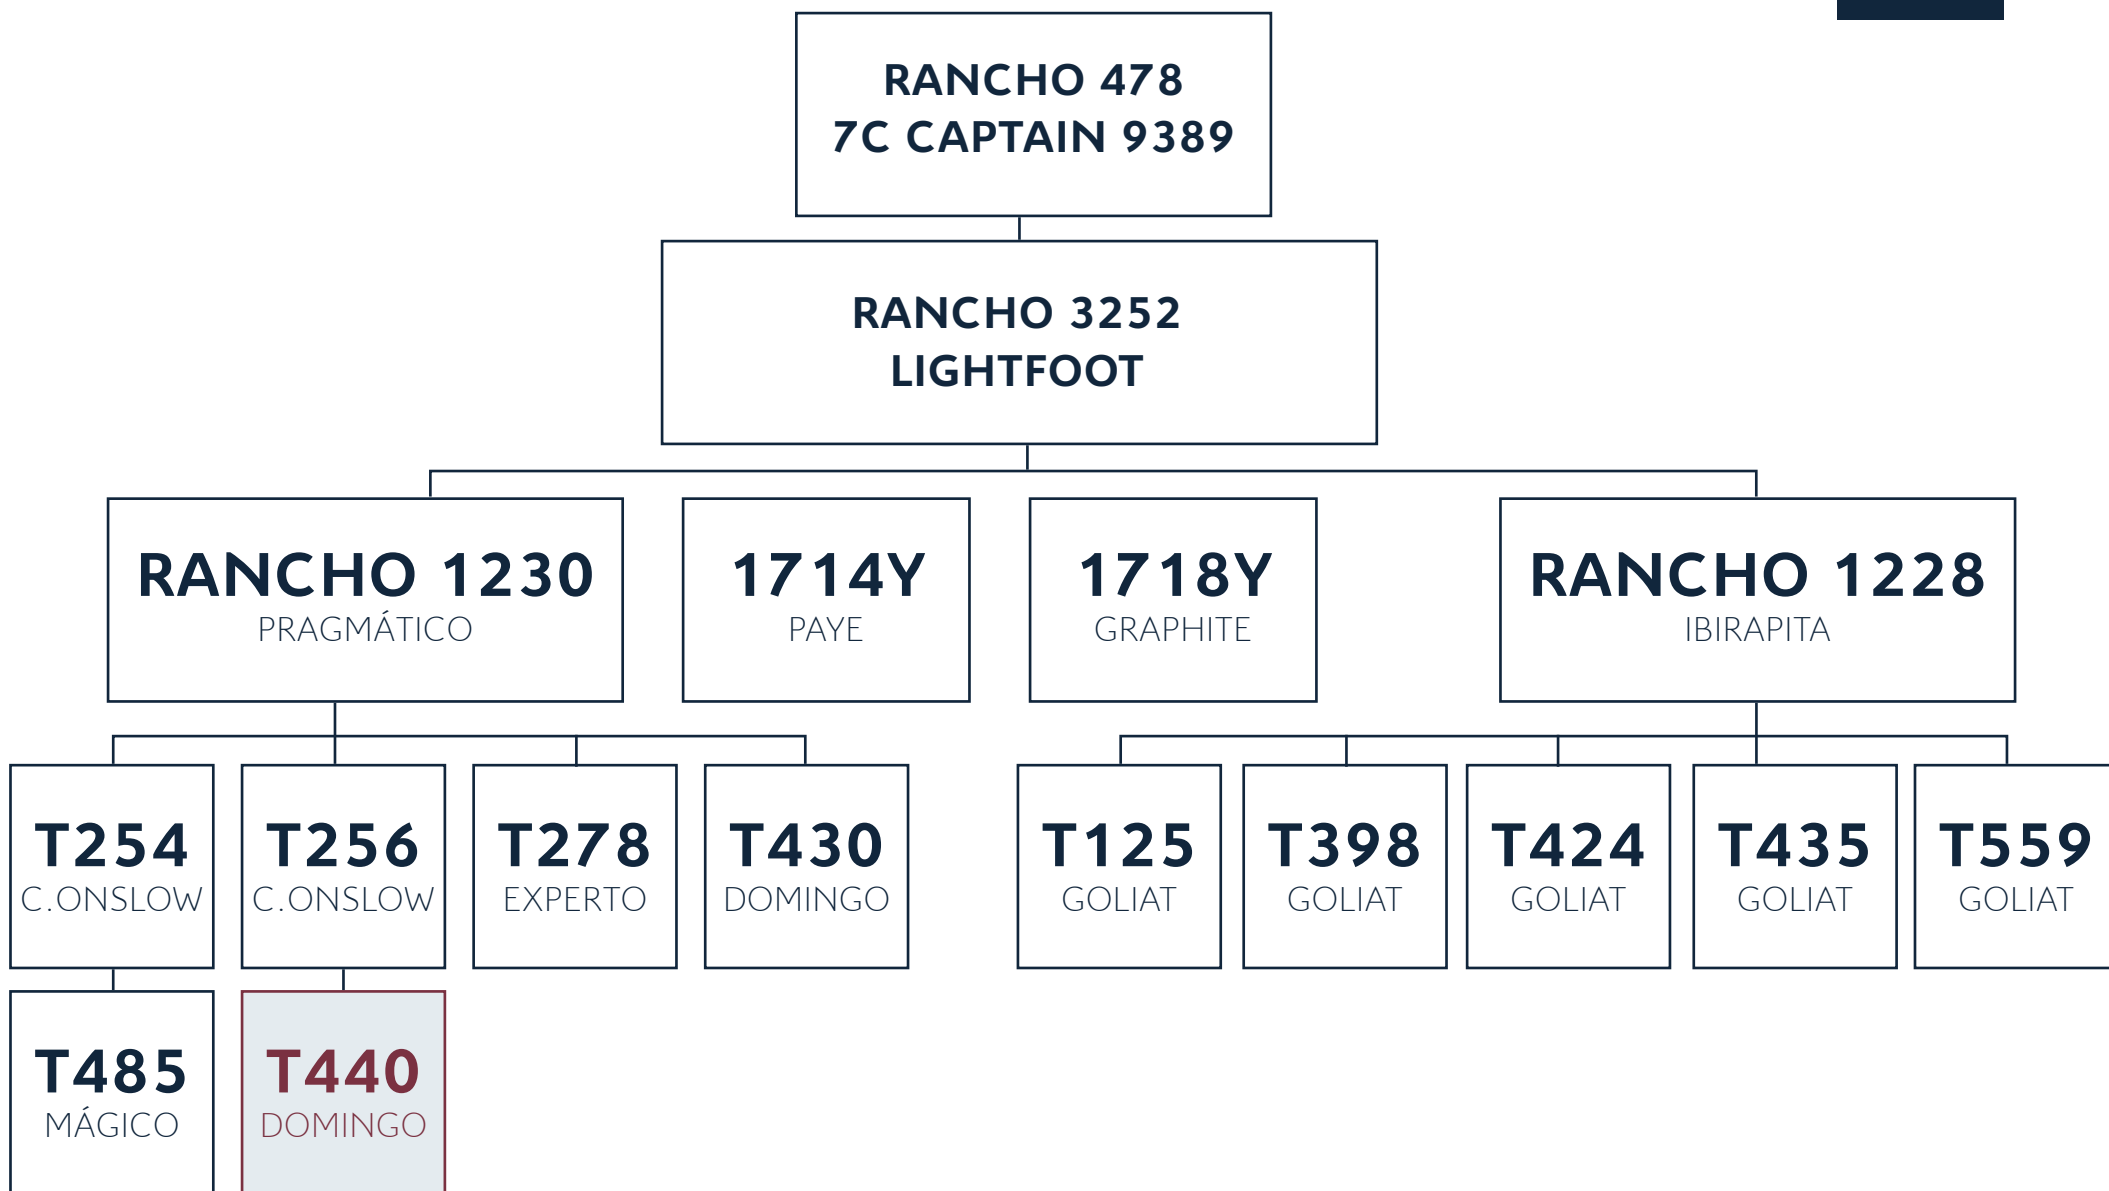 RANCHO 478
7C CAPTAIN 9389
RANCHO 3252
LIGHTFOOT
RANCHO 1230
PRAGMÁTICO
1714Y
PAYE
1718Y
GRAPHITE
RANCHO 1228
IBIRAPITA
T254
C.ONSLOW
T256
C.ONSLOW
T278
EXPERTO
T430
DOMINGO
T125
GOLIAT
T398
GOLIAT
T424
GOLIAT
T435
GOLIAT
T559
GOLIAT
T485
MÁGICO
T440
DOMINGO